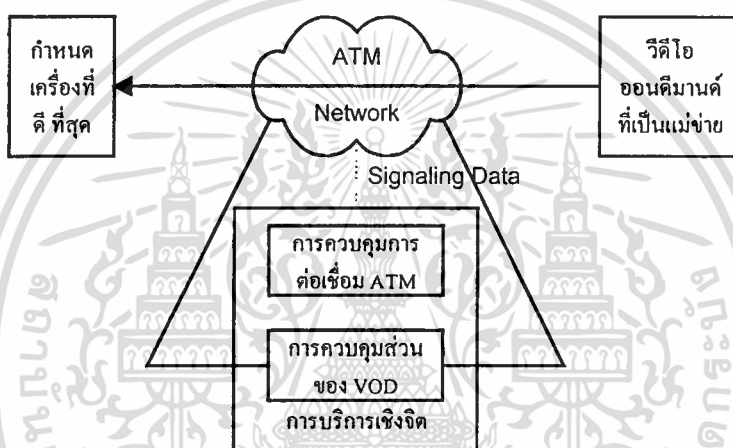 กำหนด
เครื่องที่
ดี ที่สุด
ATM
Network
วีดีโอ
ออนดีมานด์
ที่เป็นแม่ข่าย
Signaling Data
การควบคุมการ
ต่อเชื่อม ATM
การควบคุมส่วน
ของ VOD
การบริการเชิงจิต